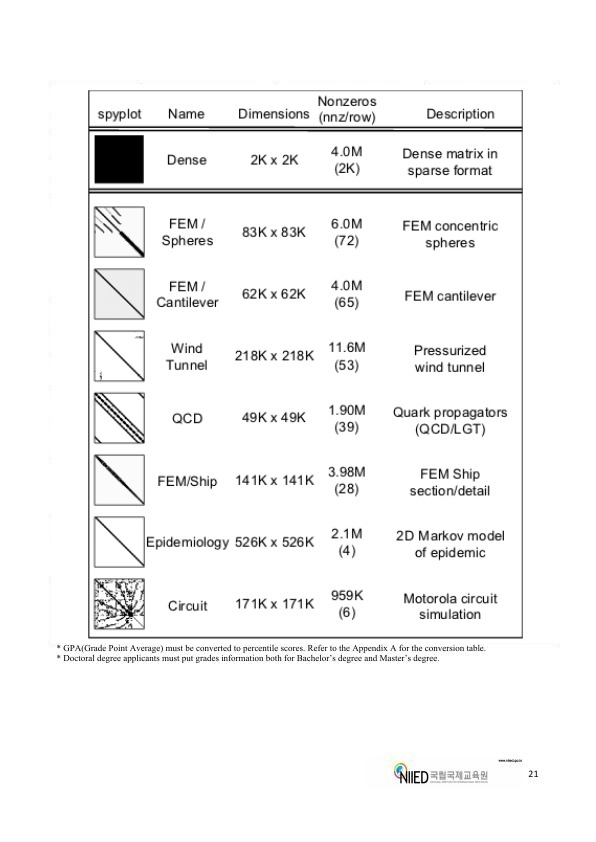 spyplot Name Dimensions Nonzeros (nnz/row) Description
Dense 2K x 2K 4.0M (2K) Dense matrix in sparse format
FEM / Spheres 83K x 83K 6.0M (72) FEM concentric spheres
FEM / Cantilever 62K x 62K 4.0M (65) FEM cantilever
Wind Tunnel 218K x 218K 11.6M (53) Pressurized wind tunnel
QCD 49K x 49K 1.90M (39) Quark propagators (QCD/LGT)
FEM/Ship 141K x 141K 3.98M (28) FEM Ship section/detail
Epidemiology 526K x 526K 2.1M (4) 2D Markov model of epidemic
Circuit 171K x 171K 959K (6) Motorola circuit simulation
* GPA(Grade Point Average) must be converted to percentile scores. Refer to the Appendix A for the conversion table.
* Doctoral degree applicants must put grades information both for Bachelor's degree and Master's degree.
NIIED 국립국제교육원
21